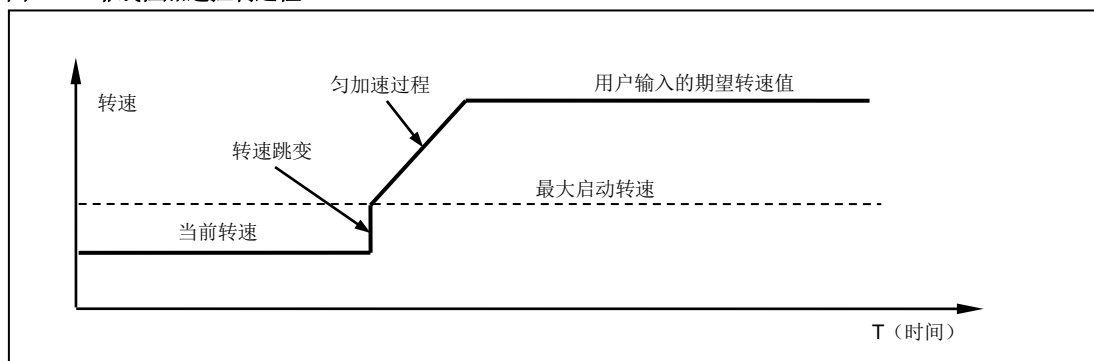 转速
匀加速过程
用户输入的期望转速值
转速跳变
最大启动转速
当前转速
T（时间）